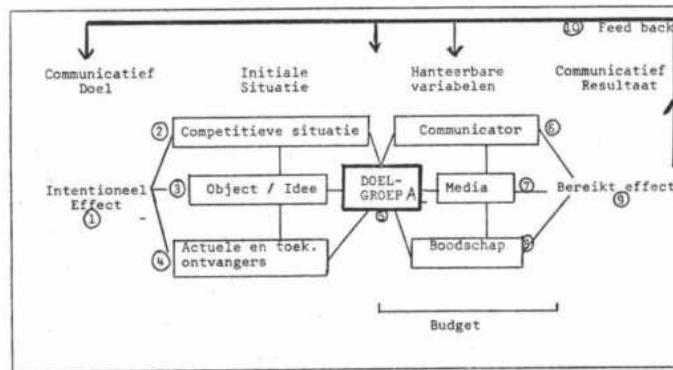 ⑩ Feed back
Communicatief
Doel
Initiale
Situatie
Hanteerbare
variabelen
Communicatief
Resultaat
② Competitieve situatie
Communicator ⑥
③ Object / Idee
DOEL-
GROEP A
⑤
Media ⑦
Intentioneel
Effect
①
Bereikt effect
⑨
④ Actuele en toek.
ontvangers
Boodschap ⑧
Budget